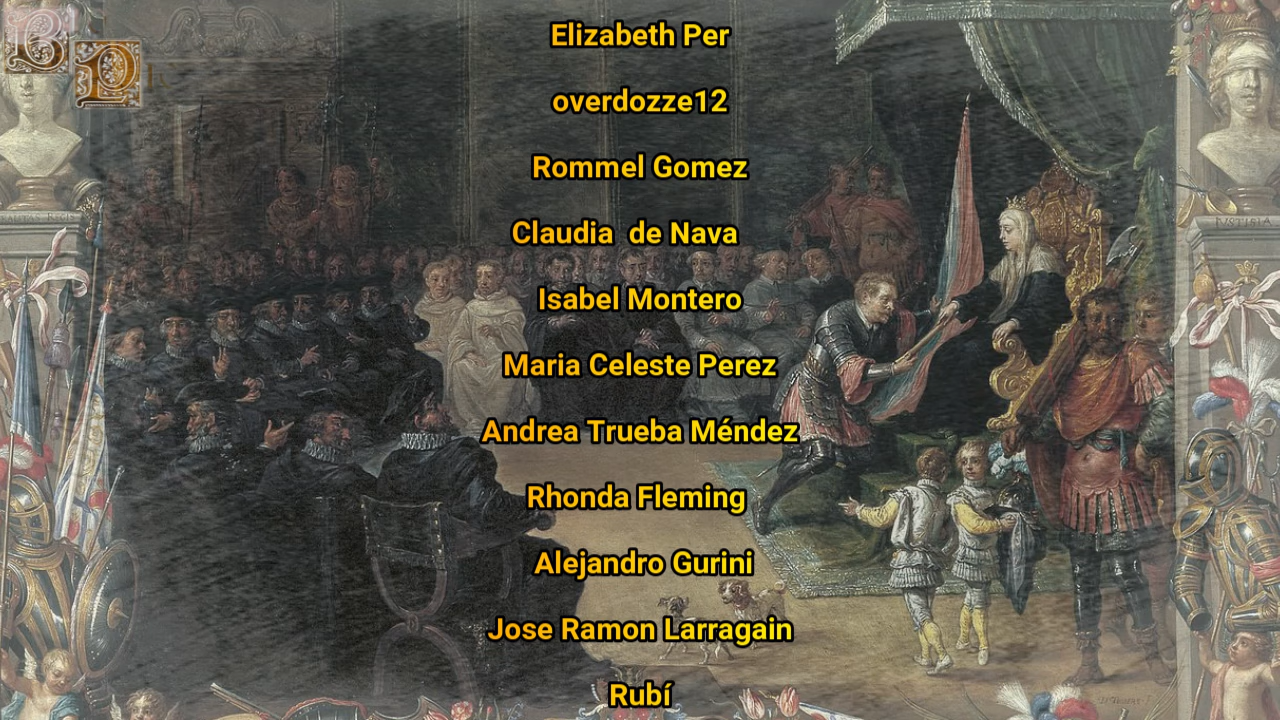 Elizabeth Per
overdozze12
Rommel Gomez
Claudia  de Nava
Isabel Montero
Maria Celeste Perez
Andrea Trueba Méndez
Rhonda Fleming
Alejandro Gurini
Jose Ramon Larragain
Rubí
IVSTITIA